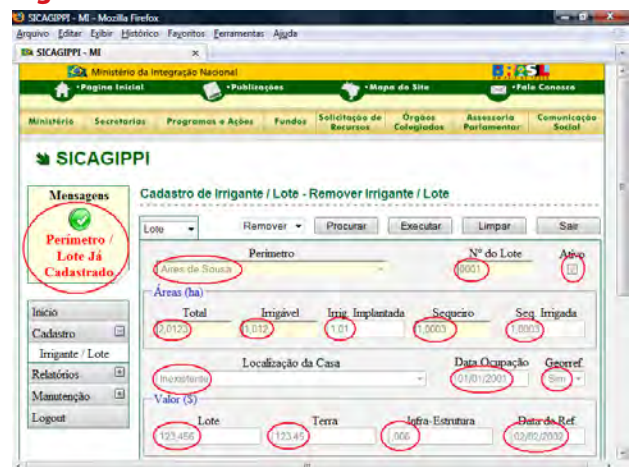 SICAGIPPI - MI - Mozilla Firefox
Arquivo Editar Exibir Histórico Favoritos Ferramentas Ajuda
SICAGIPPI - MI x
Ministério da Integração Nacional
Pagina Inicial Publicações Mapa do Site Fale Conosco
Ministério Secretarias Programas e Ações Fundos Solicitação de Recursos Órgãos Colegiados Assessoria Parlamentar Comunicação Social
SICAGIPPI
Mensagens
Perímetro /
Lote Já
Cadastrado
Início
Cadastro
Irrigante / Lote
Relatórios
Manutenção
Logout
Cadastro de Irrigante / Lote - Remover Irrigante / Lote
Lote Remover Procurar Executar Limpar Sair
Perímetro Nº do Lote Ativo
Aires de Sousa 0001
Áreas (ha)
Total Irrigável Irrig. Implantada Sequeiro Seq. Irrigada
2,0123 1,012 1,01 1,0003 1,0003
Localização da Casa Data Ocupação Georref.
Inexistente 01/01/2001 Sim
Valor ($)
Lote Terra Infra-Estrutura Data da Ref.
123,456 123,45 ,006 02/02/2002